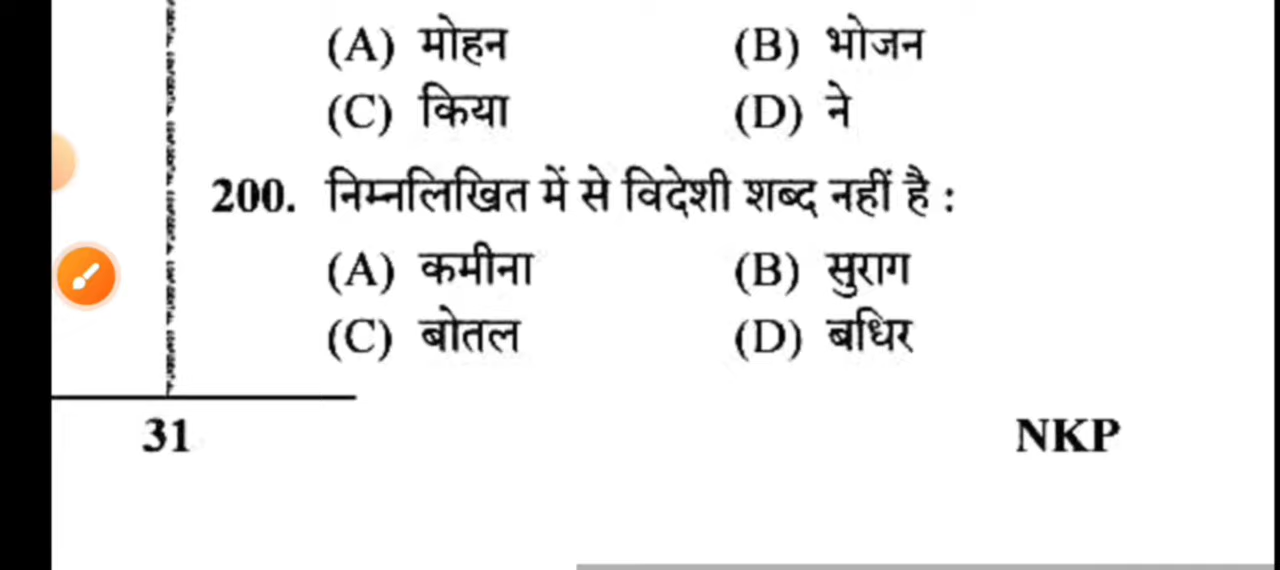 (A) मोहन (B) भोजन
(C) किया (D) ने
200. निम्नलिखित में से विदेशी शब्द नहीं है :
(A) कमीना (B) सुराग
(C) बोतल (D) बधिर
31 NKP